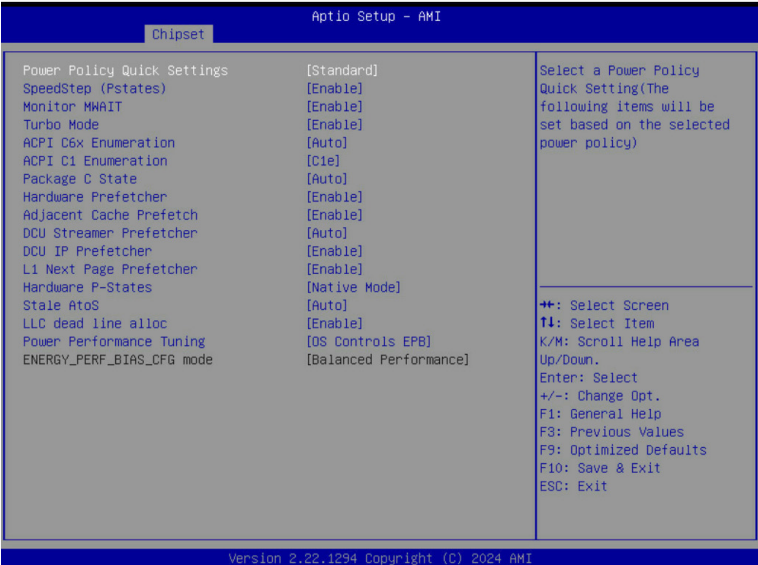 Aptio Setup – AMI
Chipset
Power Policy Quick Settings [Standard]
SpeedStep (Pstates) [Enable]
Monitor MWAIT [Enable]
Turbo Mode [Enable]
ACPI C6x Enumeration [Auto]
ACPI C1 Enumeration [C1e]
Package C State [Auto]
Hardware Prefetcher [Enable]
Adjacent Cache Prefetch [Enable]
DCU Streamer Prefetcher [Auto]
DCU IP Prefetcher [Enable]
L1 Next Page Prefetcher [Enable]
Hardware P-States [Native Mode]
Stale AtoS [Auto]
LLC dead line alloc [Enable]
Power Performance Tuning [OS Controls EPB]
ENERGY_PERF_BIAS_CFG mode [Balanced Performance]
Select a Power Policy
Quick Setting(The
following items will be
set based on the selected
power policy)
→←: Select Screen
↑↓: Select Item
K/M: Scroll Help Area
Up/Down.
Enter: Select
+/-: Change Opt.
F1: General Help
F3: Previous Values
F9: Optimized Defaults
F10: Save & Exit
ESC: Exit
Version 2.22.1294 Copyright (C) 2024 AMI